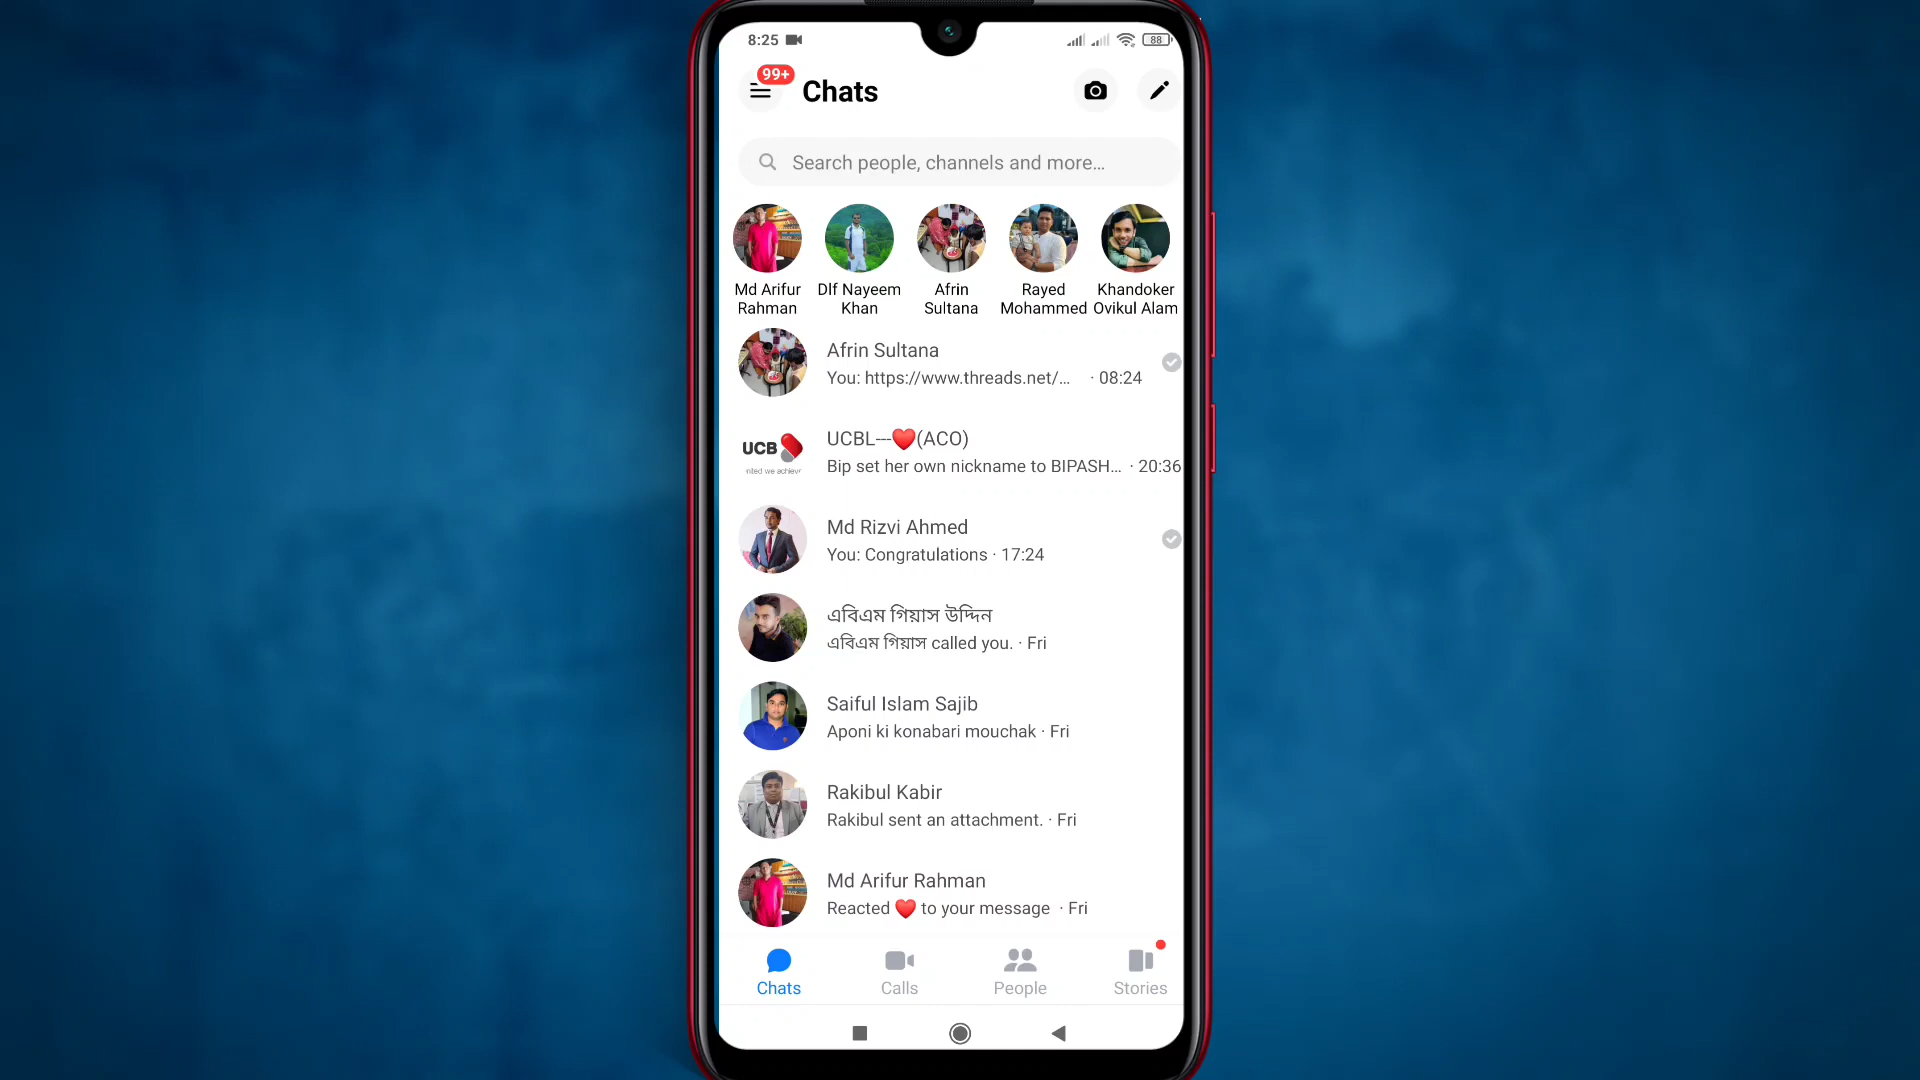 8:25
88
99+
Chats
Search people, channels and more...
Md Arifur Rahman
Dlf Nayeem Khan
Afrin Sultana
Rayed Mohammed
Khandoker Ovikul Alam
Afrin Sultana
You: https://www.threads.net/... · 08:24
UCB
UCBL---❤️(ACO)
Bip set her own nickname to BIPASH... · 20:36
Md Rizvi Ahmed
You: Congratulations · 17:24
এবিএম গিয়াস উদ্দিন
এবিএম গিয়াস called you. · Fri
Saiful Islam Sajib
Aponi ki konabari mouchak · Fri
Rakibul Kabir
Rakibul sent an attachment. · Fri
Md Arifur Rahman
Reacted ❤️ to your message · Fri
Chats
Calls
People
Stories